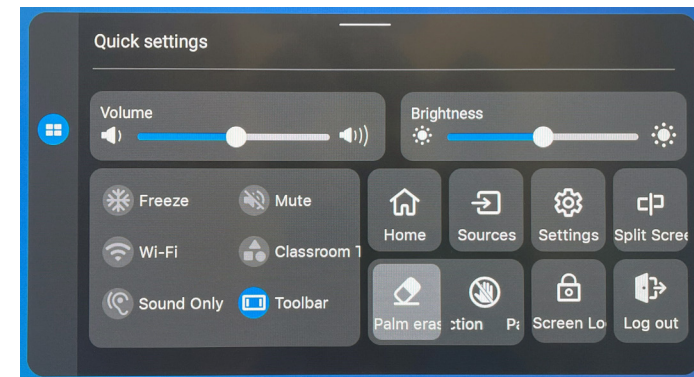 Quick settings
Volume
Brightness
Freeze
Mute
Home
Sources
Settings
Split Scree
Wi-Fi
Classroom T
Sound Only
Toolbar
Palm eras
ction
Pa
Screen Lo
Log out